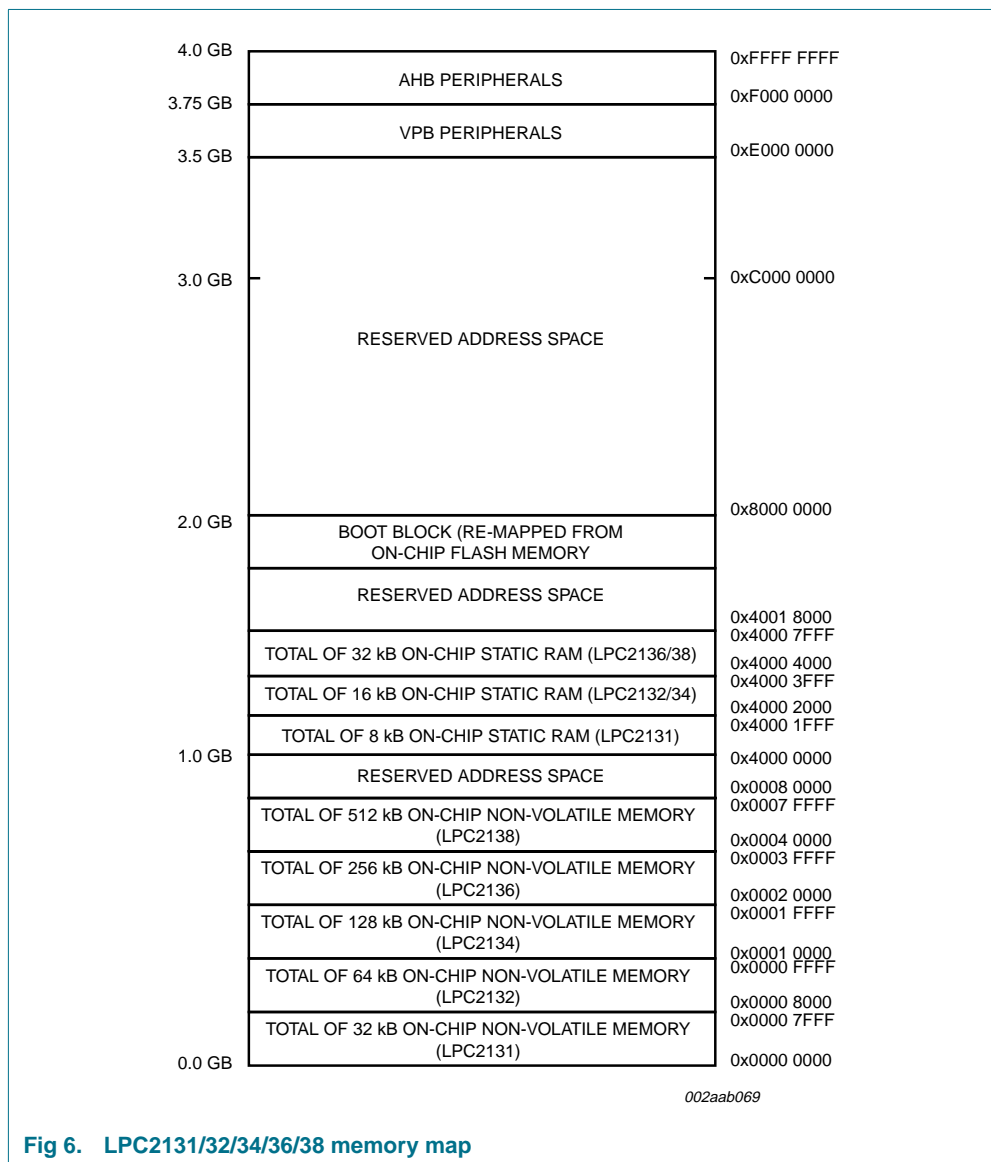 4.0 GB
0xFFFF FFFF
AHB PERIPHERALS
3.75 GB
0xF000 0000
VPB PERIPHERALS
3.5 GB
0xE000 0000
3.0 GB
0xC000 0000
RESERVED ADDRESS SPACE
2.0 GB
0x8000 0000
BOOT BLOCK (RE-MAPPED FROM
ON-CHIP FLASH MEMORY
RESERVED ADDRESS SPACE
0x4001 8000
0x4000 7FFF
TOTAL OF 32 kB ON-CHIP STATIC RAM (LPC2136/38)
0x4000 4000
0x4000 3FFF
TOTAL OF 16 kB ON-CHIP STATIC RAM (LPC2132/34)
0x4000 2000
0x4000 1FFF
TOTAL OF 8 kB ON-CHIP STATIC RAM (LPC2131)
1.0 GB
0x4000 0000
RESERVED ADDRESS SPACE
0x0008 0000
0x0007 FFFF
TOTAL OF 512 kB ON-CHIP NON-VOLATILE MEMORY
(LPC2138)
0x0004 0000
0x0003 FFFF
TOTAL OF 256 kB ON-CHIP NON-VOLATILE MEMORY
(LPC2136)
0x0002 0000
0x0001 FFFF
TOTAL OF 128 kB ON-CHIP NON-VOLATILE MEMORY
(LPC2134)
0x0001 0000
0x0000 FFFF
TOTAL OF 64 kB ON-CHIP NON-VOLATILE MEMORY
(LPC2132)
0x0000 8000
0x0000 7FFF
TOTAL OF 32 kB ON-CHIP NON-VOLATILE MEMORY
(LPC2131)
0.0 GB
0x0000 0000
002aab069
Fig 6. LPC2131/32/34/36/38 memory map